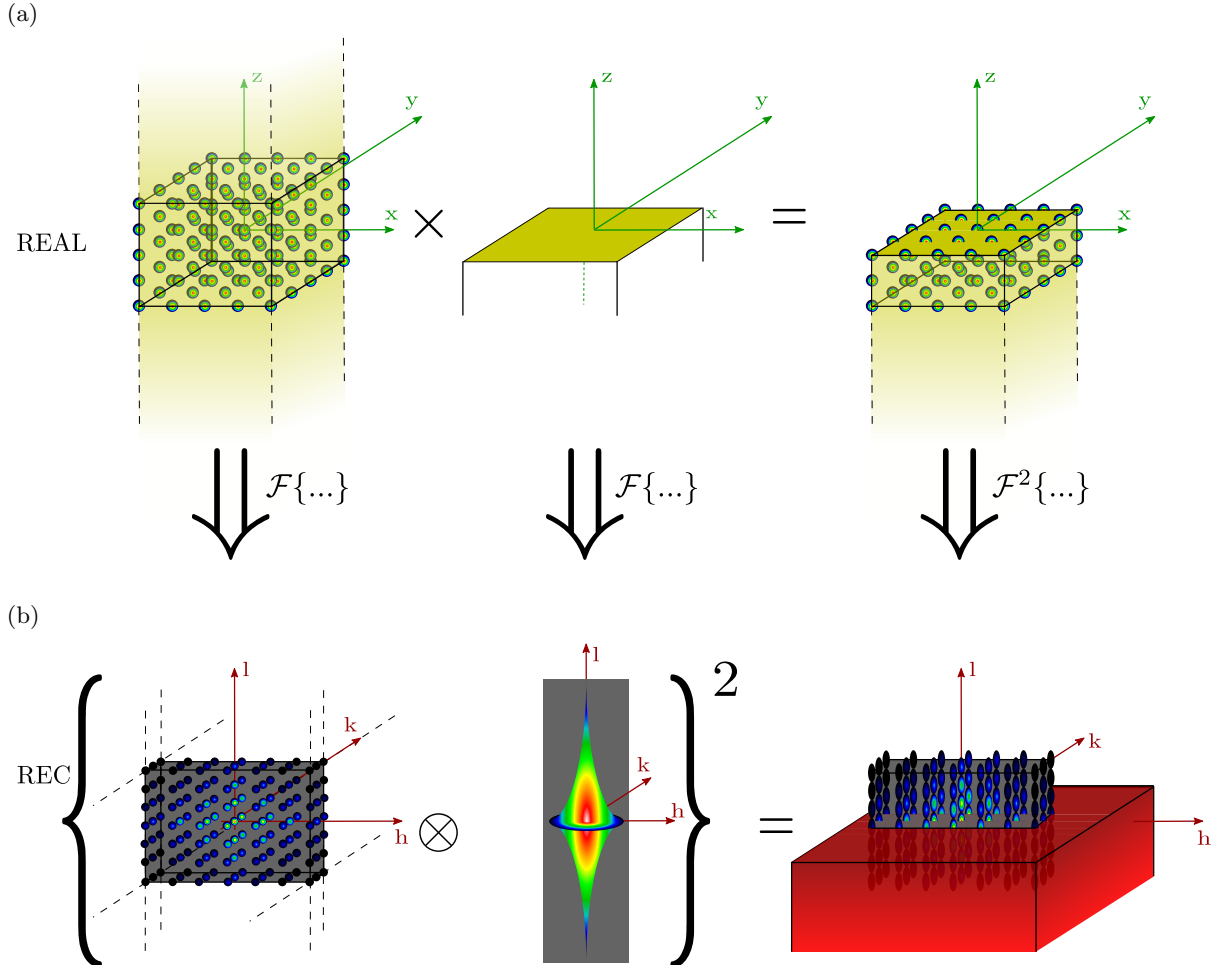 (a)
z
y
x
z
y
x
z
y
x
REAL
×
=
ℱ{...}
ℱ{...}
ℱ²{...}
(b)
REC
{
l
k
h
⊗
l
k
h
}²
=
l
k
h